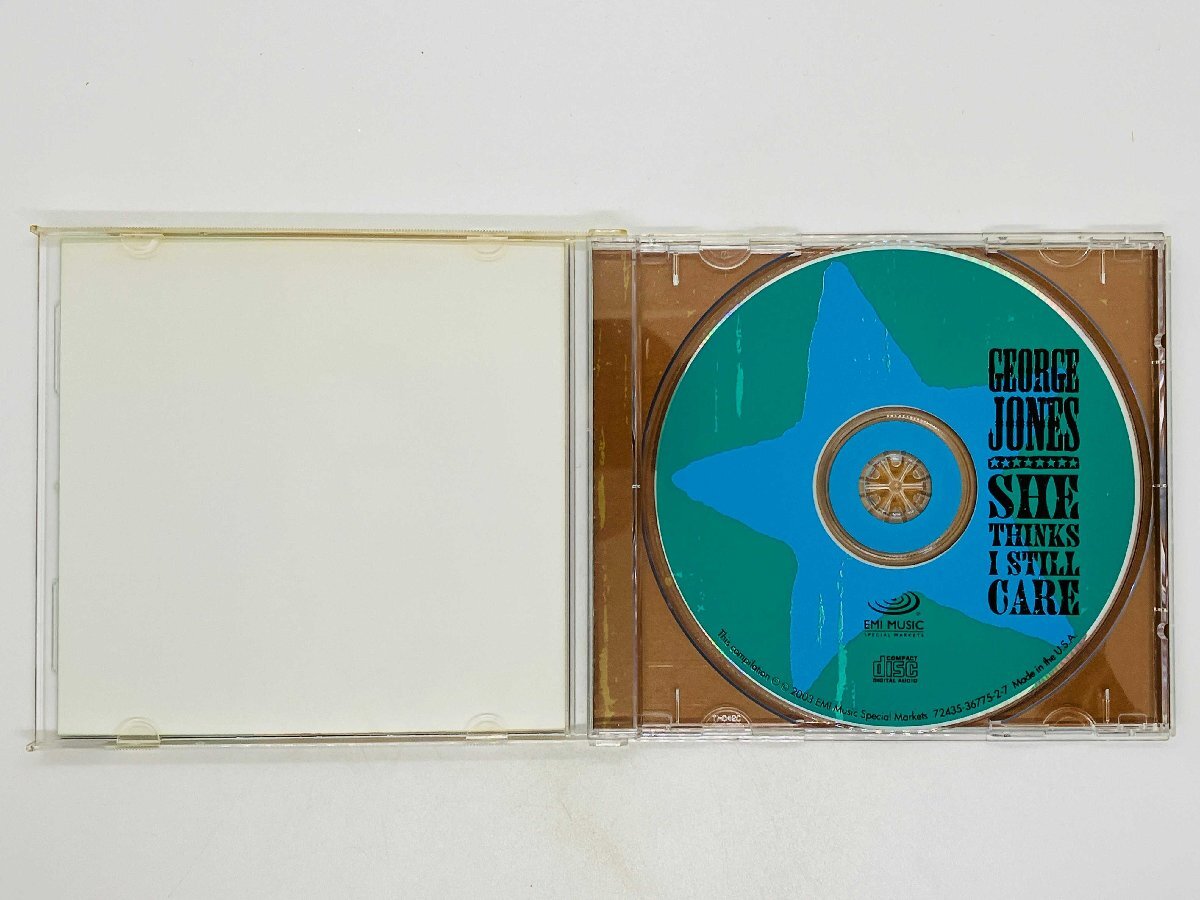 GEORGE
JONES
SHE
THINKS
I STILL
CARE
EMI MUSIC
SPECIAL MARKETS
COMPACT
disc
DIGITAL AUDIO
This compilation ℗ © 2003 EMI Music Special Markets 72435-36775-2-7 Made in the U.S.A.